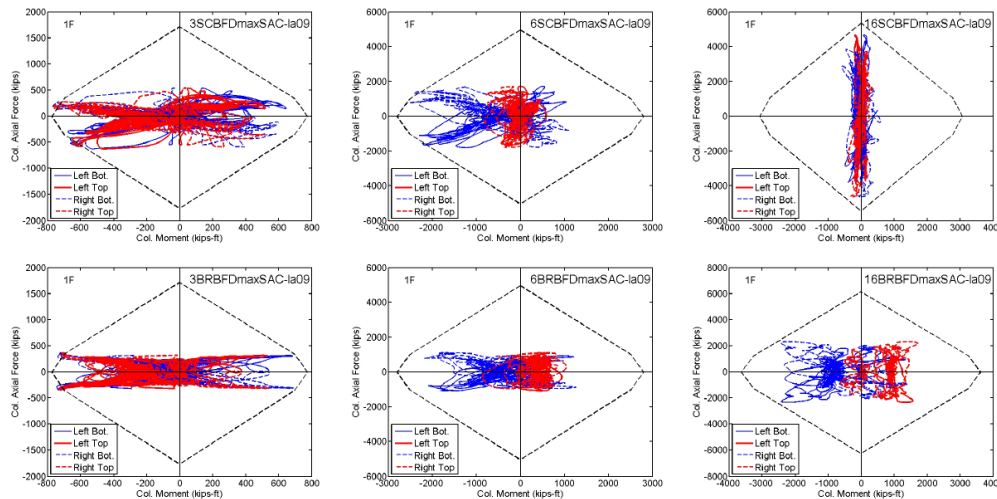 3SCBFDmaxSAC-la09
1F
2000
1500
1000
500
0
-500
-1000
-1500
-2000
Col. Axial Force (kips)
Left Bot.
Left Top
Right Bot.
Right Top
-800 -600 -400 -200 0 200 400 600 800
Col. Moment (kips-ft)
6SCBFDmaxSAC-la09
1F
6000
4000
2000
0
-2000
-4000
-6000
Col. Axial Force (kips)
Left Bot.
Left Top
Right Bot.
Right Top
-3000 -2000 -1000 0 1000 2000 3000
Col. Moment (kips-ft)
16SCBFDmaxSAC-la09
1F
6000
4000
2000
0
-2000
-4000
-6000
Col. Axial Force (kips)
Left Bot.
Left Top
Right Bot.
Right Top
-4000 -3000 -2000 -1000 0 1000 2000 3000 4000
Col. Moment (kips-ft)
3BRBFDmaxSAC-la09
1F
2000
1500
1000
500
0
-500
-1000
-1500
-2000
Col. Axial Force (kips)
Left Bot.
Left Top
Right Bot.
Right Top
-800 -600 -400 -200 0 200 400 600 800
Col. Moment (kips-ft)
6BRBFDmaxSAC-la09
1F
6000
4000
2000
0
-2000
-4000
-6000
Col. Axial Force (kips)
Left Bot.
Left Top
Right Bot.
Right Top
-3000 -2000 -1000 0 1000 2000 3000
Col. Moment (kips-ft)
16BRBFDmaxSAC-la09
1F
8000
6000
4000
2000
0
-2000
-4000
-6000
-8000
Col. Axial Force (kips)
Left Bot.
Left Top
Right Bot.
Right Top
-4000 -3000 -2000 -1000 0 1000 2000 3000 400
Col. Moment (kips-ft)